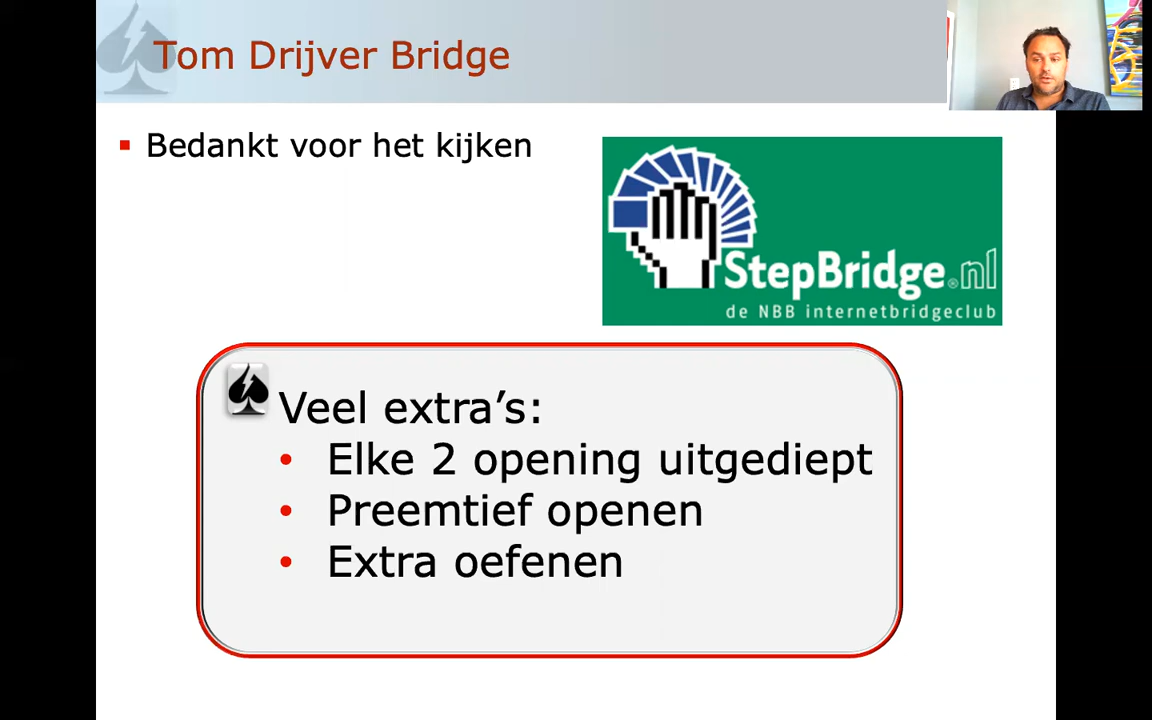 Tom Drijver Bridge
Bedankt voor het kijken
StepBridge®.nl
de NBB internetbridgeclub
Veel extra’s:
Elke 2 opening uitgediept
Preemtief openen
Extra oefenen